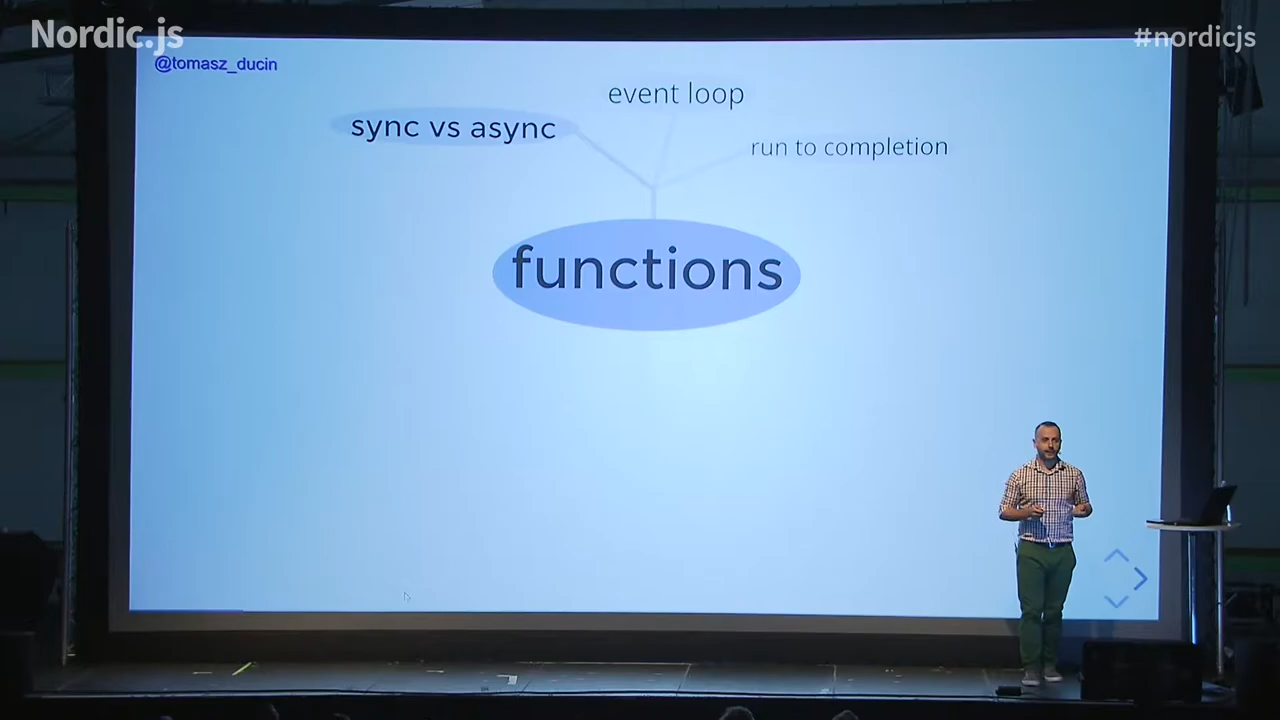 Nordic.js
#nordicjs
@tomasz_ducin
event loop
sync vs async
run to completion
functions